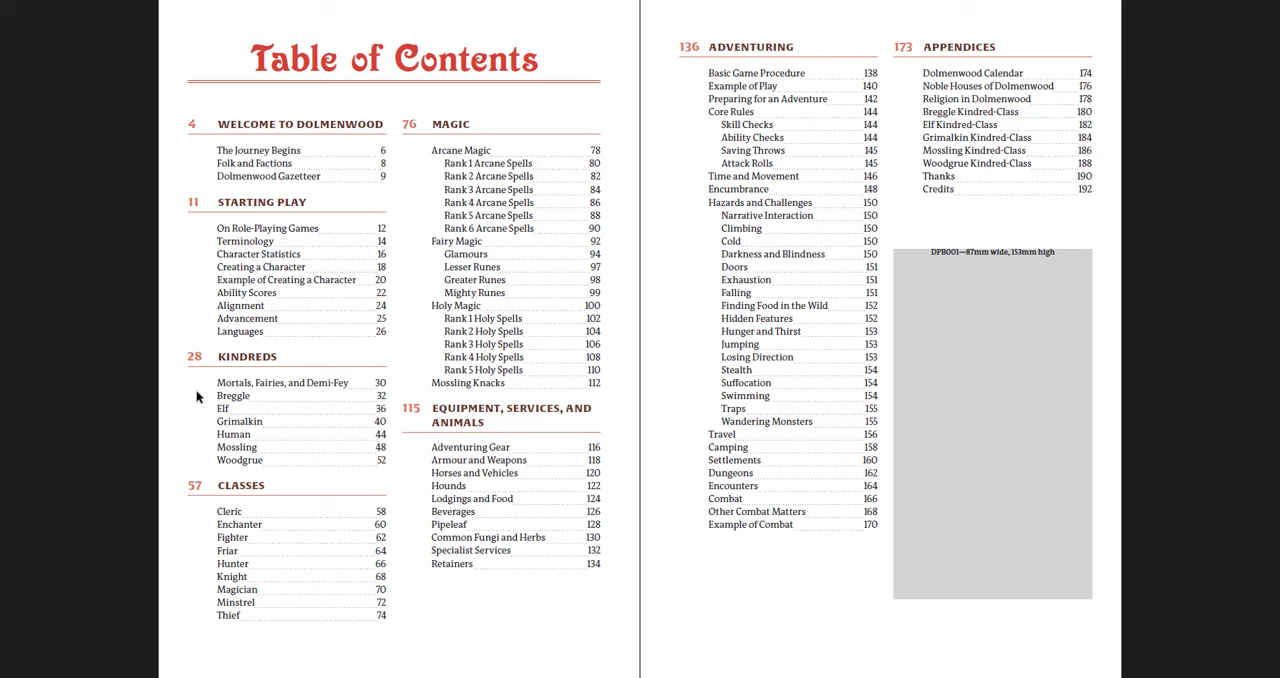 Table of Contents
4 WELCOME TO DOLMENWOOD
The Journey Begins 6
Folk and Factions 8
Dolmenwood Gazetteer 9
11 STARTING PLAY
On Role-Playing Games 12
Terminology 14
Character Statistics 16
Creating a Character 18
Example of Creating a Character 20
Ability Scores 22
Alignment 24
Advancement 25
Languages 26
28 KINDREDS
Mortals, Fairies, and Demi-Fey 30
Breggle 32
Elf 36
Grimalkin 40
Human 44
Mossling 48
Woodgrue 52
57 CLASSES
Cleric 58
Enchanter 60
Fighter 62
Friar 64
Hunter 66
Knight 68
Magician 70
Minstrel 72
Thief 74
76 MAGIC
Arcane Magic 78
Rank 1 Arcane Spells 80
Rank 2 Arcane Spells 82
Rank 3 Arcane Spells 84
Rank 4 Arcane Spells 86
Rank 5 Arcane Spells 88
Rank 6 Arcane Spells 90
Fairy Magic 92
Glamours 94
Lesser Runes 97
Greater Runes 98
Mighty Runes 99
Holy Magic 100
Rank 1 Holy Spells 102
Rank 2 Holy Spells 104
Rank 3 Holy Spells 106
Rank 4 Holy Spells 108
Rank 5 Holy Spells 110
Mossling Knacks 112
115 EQUIPMENT, SERVICES, AND
ANIMALS
Adventuring Gear 116
Armour and Weapons 118
Horses and Vehicles 120
Hounds 122
Lodgings and Food 124
Beverages 126
Pipeleaf 128
Common Fungi and Herbs 130
Specialist Services 132
Retainers 134
136 ADVENTURING
Basic Game Procedure 138
Example of Play 140
Preparing for an Adventure 142
Core Rules 144
Skill Checks 144
Ability Checks 144
Saving Throws 145
Attack Rolls 145
Time and Movement 146
Encumbrance 148
Hazards and Challenges 150
Narrative Interaction 150
Climbing 150
Cold 150
Darkness and Blindness 150
Doors 151
Exhaustion 151
Falling 151
Finding Food in the Wild 152
Hidden Features 152
Hunger and Thirst 153
Jumping 153
Losing Direction 153
Stealth 154
Suffocation 154
Swimming 154
Traps 155
Wandering Monsters 155
Travel 156
Camping 158
Settlements 160
Dungeons 162
Encounters 164
Combat 166
Other Combat Matters 168
Example of Combat 170
173 APPENDICES
Dolmenwood Calendar 174
Noble Houses of Dolmenwood 176
Religion in Dolmenwood 178
Breggle Kindred-Class 180
Elf Kindred-Class 182
Grimalkin Kindred-Class 184
Mossling Kindred-Class 186
Woodgrue Kindred-Class 188
Thanks 190
Credits 192
DPB001—87mm wide, 153mm high